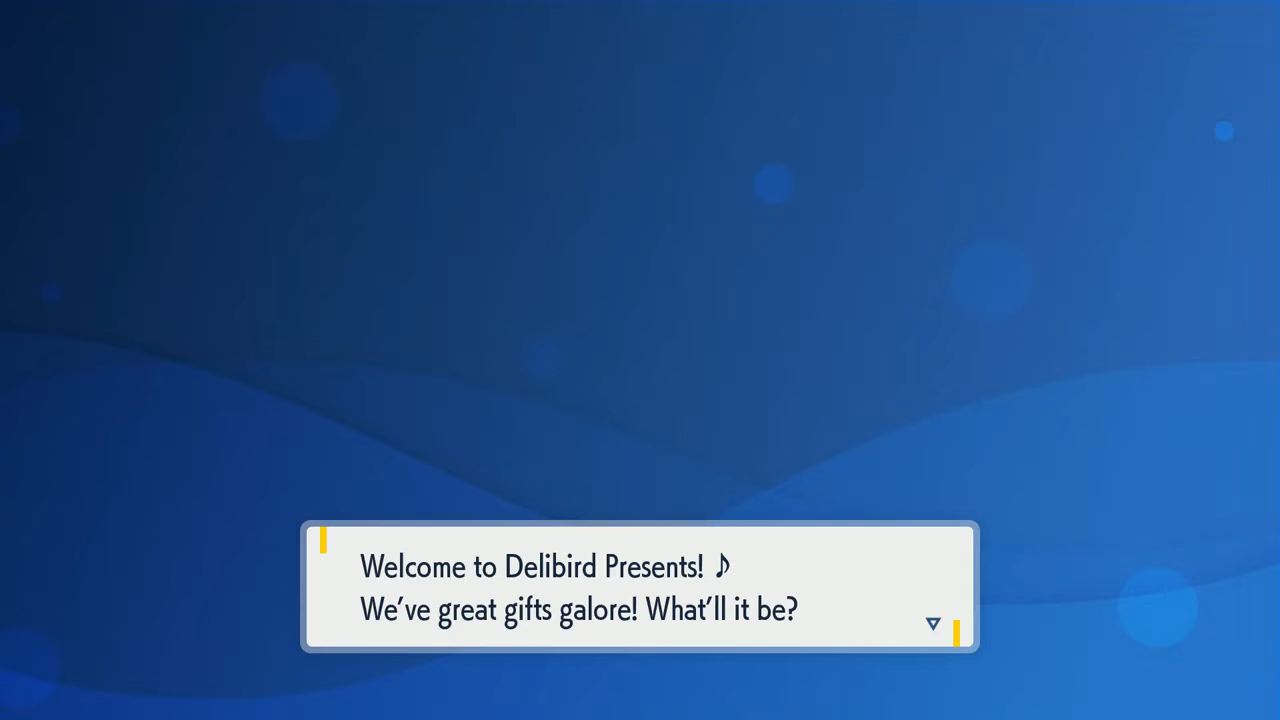 Welcome to Delibird Presents! ♪
We've great gifts galore! What'll it be?